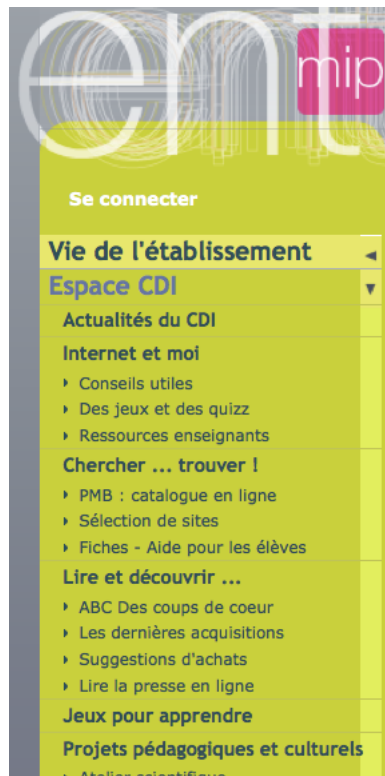 ent
mip
Se connecter
Vie de l'établissement
Espace CDI
Actualités du CDI
Internet et moi
Conseils utiles
Des jeux et des quizz
Ressources enseignants
Chercher ... trouver !
PMB : catalogue en ligne
Sélection de sites
Fiches - Aide pour les élèves
Lire et découvrir ...
ABC Des coups de coeur
Les dernières acquisitions
Suggestions d'achats
Lire la presse en ligne
Jeux pour apprendre
Projets pédagogiques et culturels
Atelier scientifique